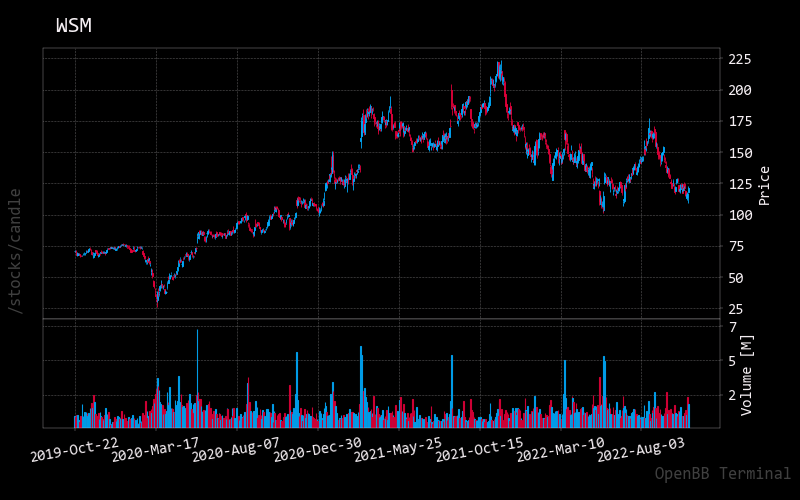 WSM
225
200
175
150
125
100
75
50
25
Price
7
5
2
Volume [M]
2019-Oct-22
2020-Mar-17
2020-Aug-07
2020-Dec-30
2021-May-25
2021-Oct-15
2022-Mar-10
2022-Aug-03
/stocks/candle
OpenBB Terminal